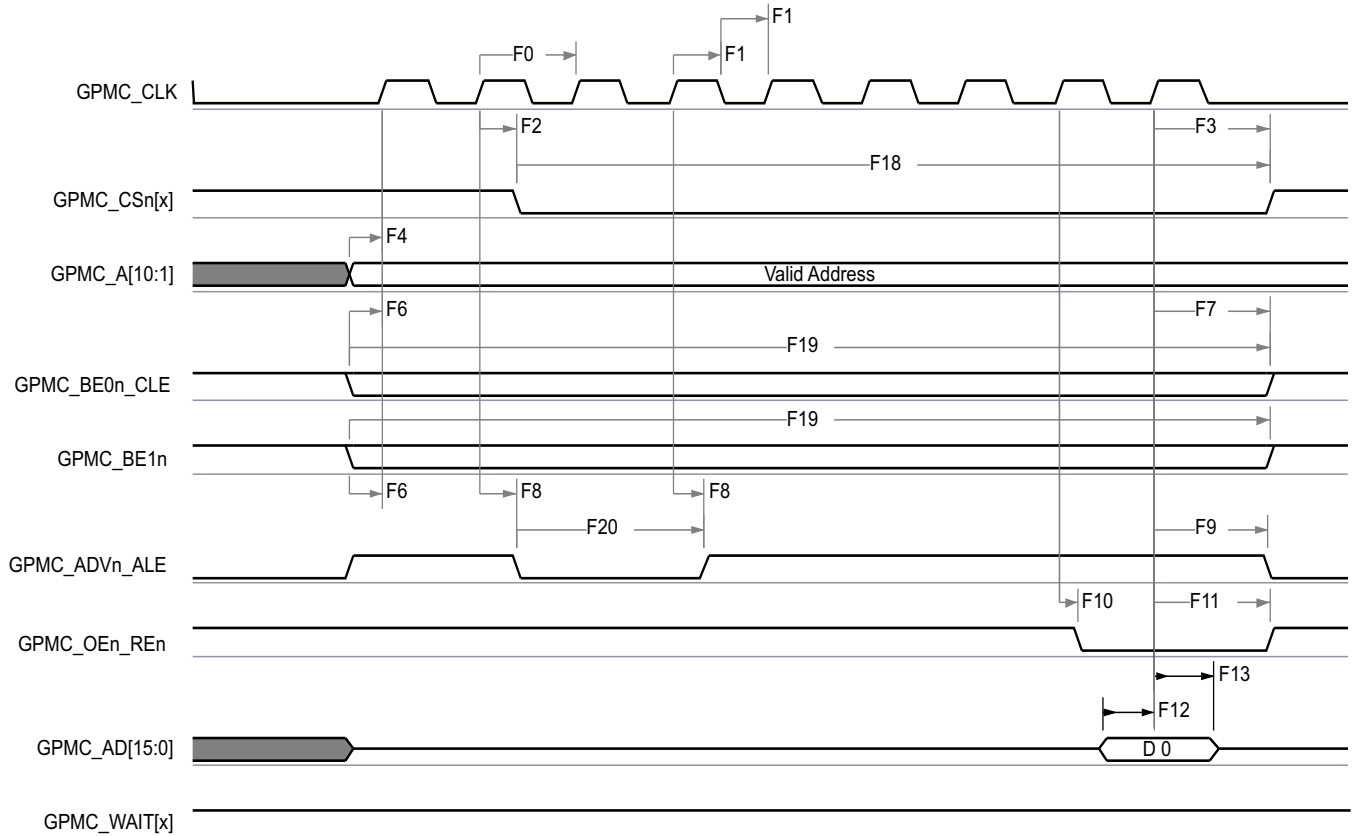 F1
F0
F1
GPMC_CLK
F2
F3
F18
GPMC_CSn[x]
F4
GPMC_A[10:1]
Valid Address
F6
F7
F19
GPMC_BE0n_CLE
F19
GPMC_BE1n
F6
F8
F8
F20
F9
GPMC_ADVn_ALE
F10
F11
GPMC_OEn_REn
F13
F12
GPMC_AD[15:0]
D 0
GPMC_WAIT[x]